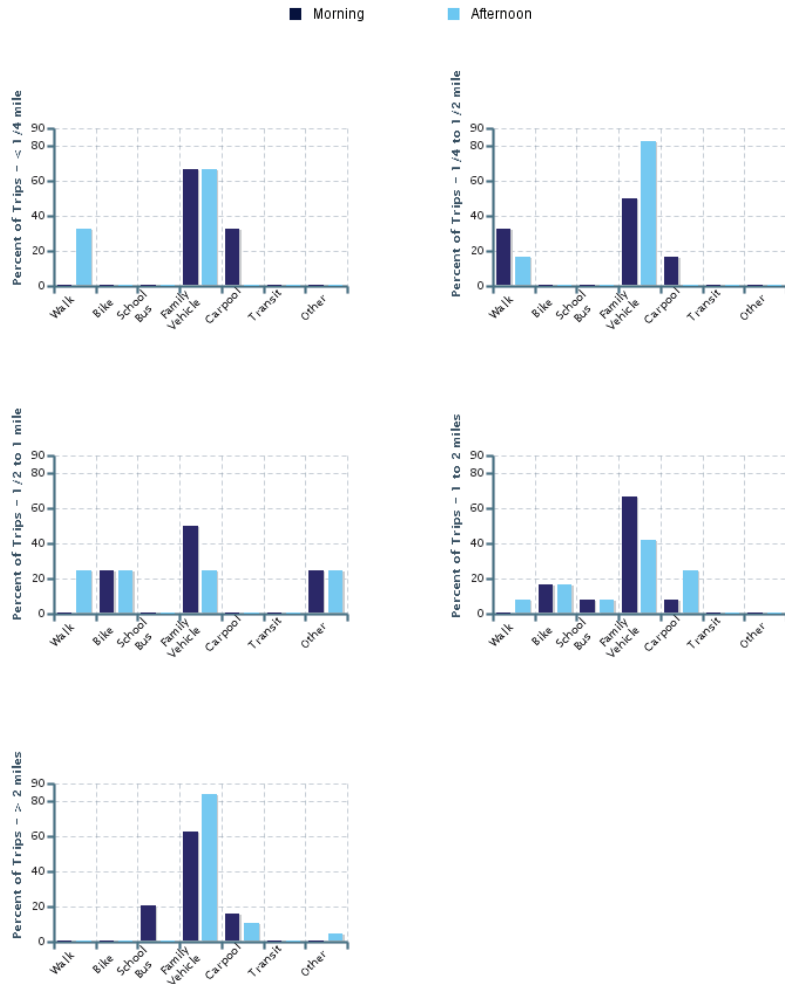 Morning Afternoon
Percent of Trips - < 1/4 mile
90
80
60
40
20
0
Walk
Bike
School
Bus
Family
Vehicle
Carpool
Transit
Other
Percent of Trips - 1/4 to 1/2 mile
90
80
60
40
20
0
Walk
Bike
School
Bus
Family
Vehicle
Carpool
Transit
Other
Percent of Trips - 1/2 to 1 mile
90
80
60
40
20
0
Walk
Bike
School
Bus
Family
Vehicle
Carpool
Transit
Other
Percent of Trips - 1 to 2 miles
90
80
60
40
20
0
Walk
Bike
School
Bus
Family
Vehicle
Carpool
Transit
Other
Percent of Trips - > 2 miles
90
80
60
40
20
0
Walk
Bike
School
Bus
Family
Vehicle
Carpool
Transit
Other